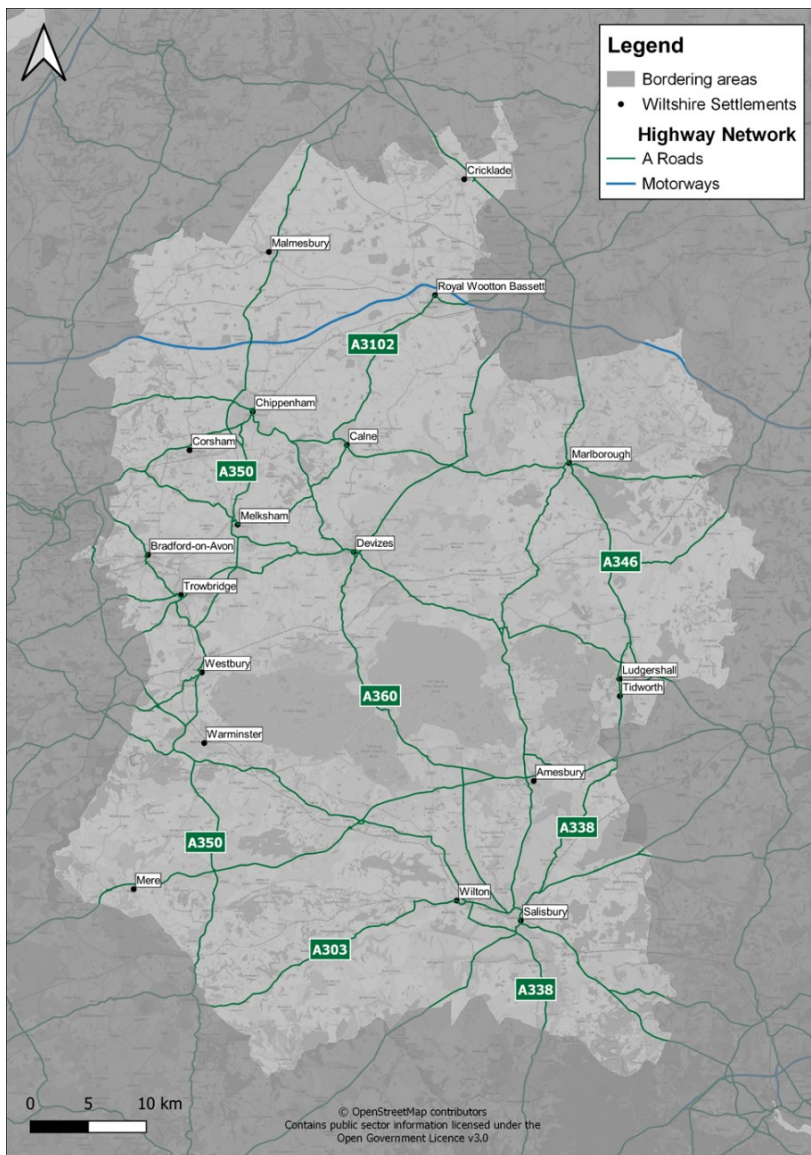 Legend
Bordering areas
Wiltshire Settlements
Highway Network
A Roads
Motorways
Cricklade
Malmesbury
Royal Wootton Bassett
A3102
Chippenham
Calne
Corsham
Marlborough
A350
Melksham
Bradford-on-Avon
Devizes
A346
Trowbridge
Westbury
Ludgershall
Tidworth
A360
Warminster
Amesbury
A338
A350
Mere
Wilton
Salisbury
A303
A338
0 5 10 km
© OpenStreetMap contributors
Contains public sector information licensed under the
Open Government Licence v3.0